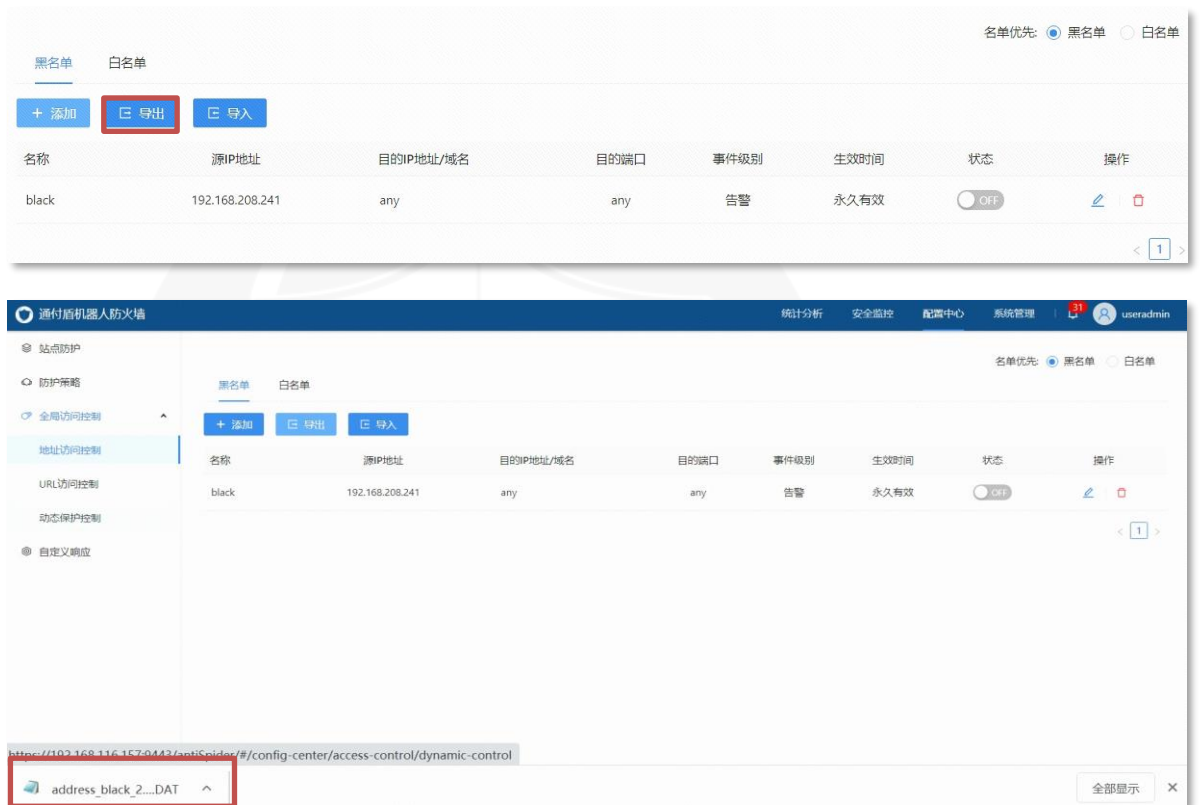 名单优先: 黑名单 白名单
黑名单 白名单
+ 添加 导出 导入
名称 源IP地址 目的IP地址/域名 目的端口 事件级别 生效时间 状态 操作
black 192.168.208.241 any any 告警 永久有效 OFF
< 1 >
通付盾机器人防火墙 统计分析 安全监控 配置中心 系统管理 31 useradmin
站点防护
名单优先: 黑名单 白名单
防护策略
黑名单 白名单
全局访问控制
+ 添加 导出 导入
地址访问控制
名称 源IP地址 目的IP地址/域名 目的端口 事件级别 生效时间 状态 操作
URL访问控制
black 192.168.208.241 any any 告警 永久有效 OFF
动态保护控制
< 1 >
自定义响应
https://192.168.116.157:9443/antiSpider/#/config-center/access-control/dynamic-control
address_black_2....DAT 全部显示 ×